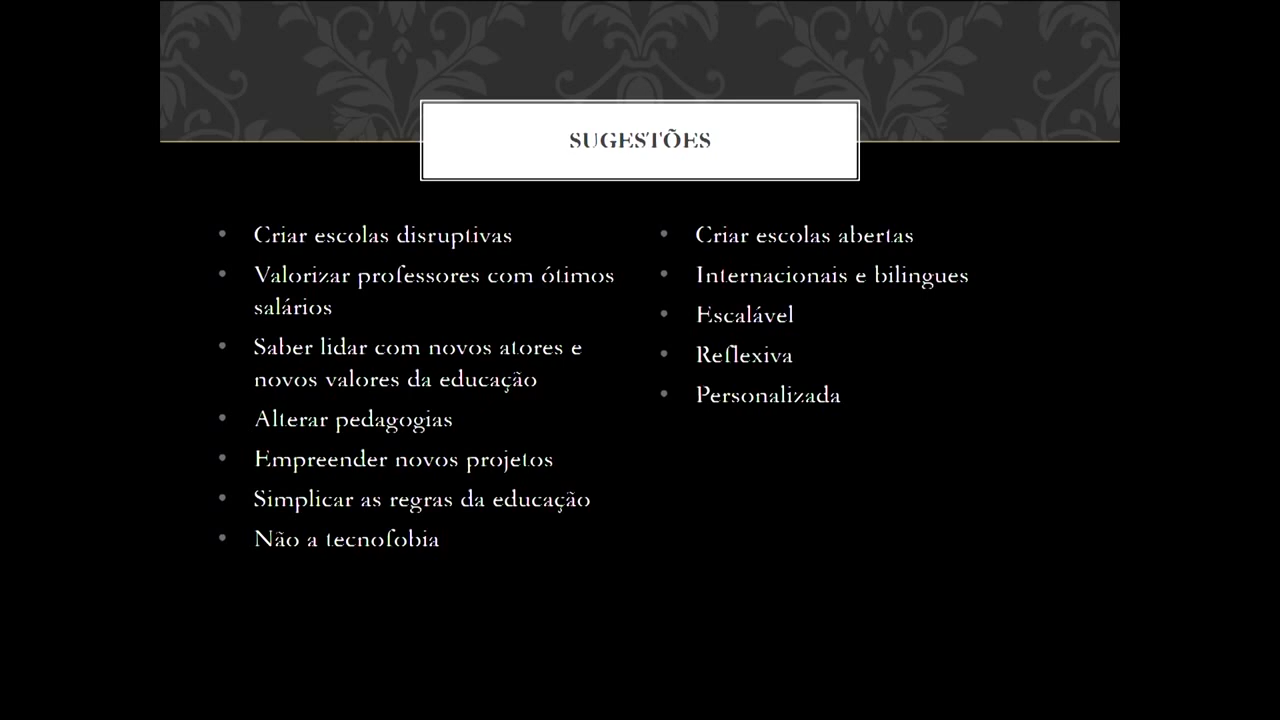 SUGESTÕES
• Criar escolas disruptivas
• Valorizar professores com ótimos
salários
• Saber lidar com novos atores e
novos valores da educação
• Alterar pedagogias
• Empreender novos projetos
• Simplicar as regras da educação
• Não a tecnofobia
• Criar escolas abertas
• Internacionais e bilingues
• Escalável
• Reflexiva
• Personalizada